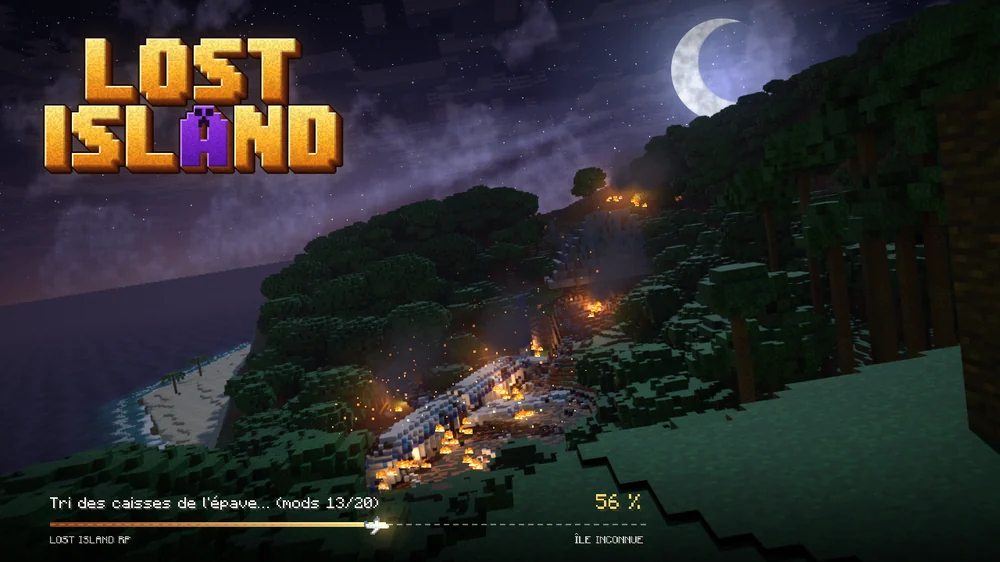 LOST
ISLAND
Tri des caisses de l'épave... (mods 13/20)
56 %
LOST ISLAND RP
ÎLE INCONNUE